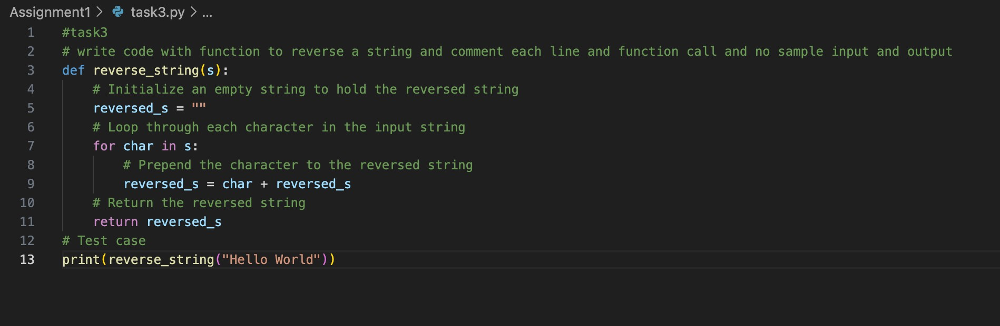 Assignment1 > task3.py > ...
1 #task3
2 # write code with function to reverse a string and comment each line and function call and no sample input and output
3 def reverse_string(s):
4     # Initialize an empty string to hold the reversed string
5     reversed_s = ""
6     # Loop through each character in the input string
7     for char in s:
8         # Prepend the character to the reversed string
9         reversed_s = char + reversed_s
10     # Return the reversed string
11     return reversed_s
12 # Test case
13 print(reverse_string("Hello World"))